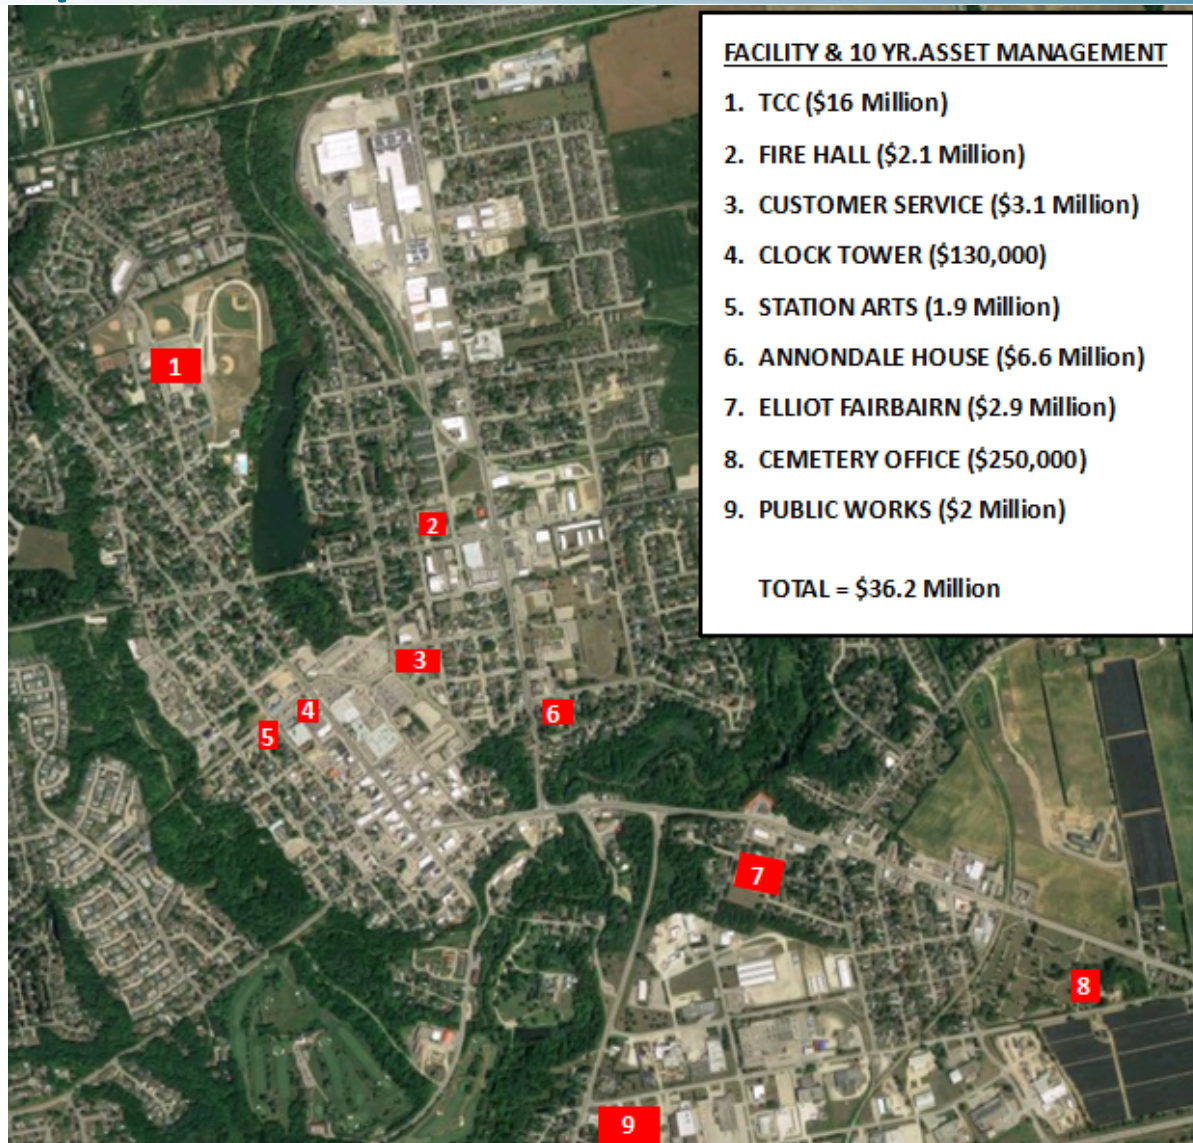 FACILITY & 10 YR.ASSET MANAGEMENT
1. TCC ($16 Million)
2. FIRE HALL ($2.1 Million)
3. CUSTOMER SERVICE ($3.1 Million)
4. CLOCK TOWER ($130,000)
5. STATION ARTS (1.9 Million)
6. ANNONDALE HOUSE ($6.6 Million)
7. ELLIOT FAIRBAIRN ($2.9 Million)
8. CEMETERY OFFICE ($250,000)
9. PUBLIC WORKS ($2 Million)
TOTAL = $36.2 Million
1
2
3
4
5
6
7
8
9